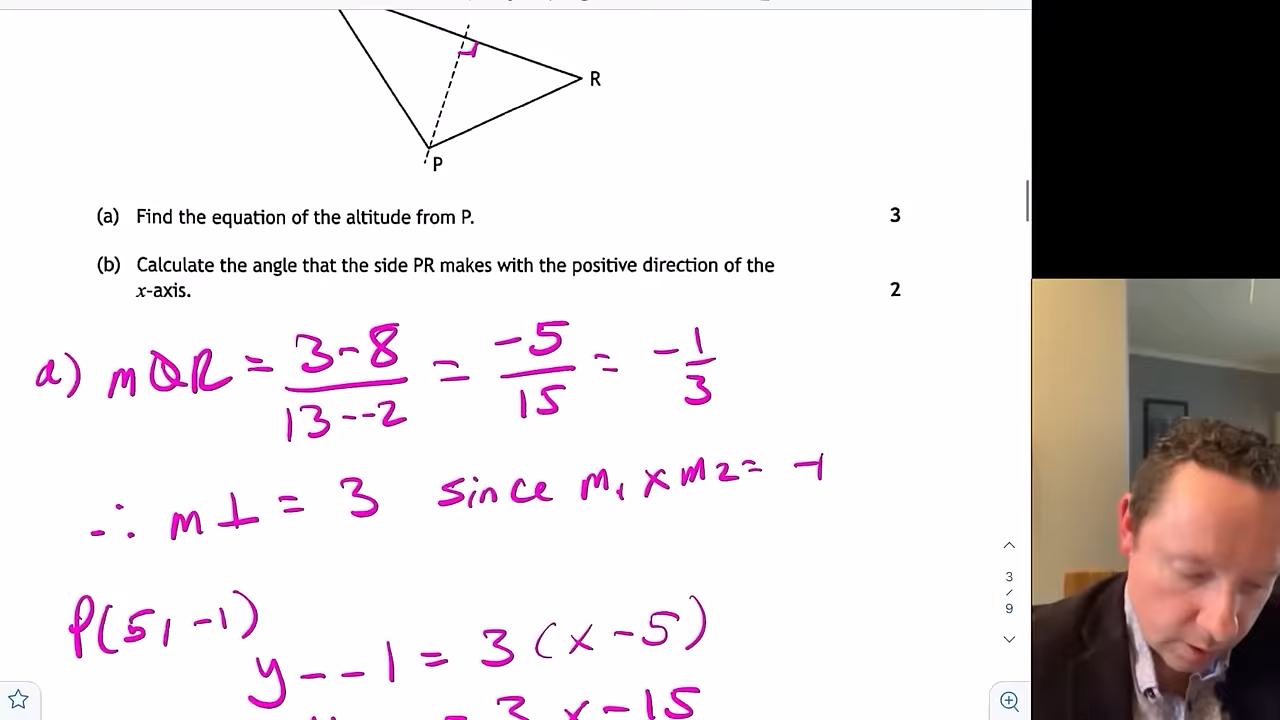 R
P
(a) Find the equation of the altitude from P. 3
(b) Calculate the angle that the side PR makes with the positive direction of the
x-axis. 2
a) mQR = 3-8/13--2 = -5/15 = -1/3
∴ m⊥ = 3 since m₁ x m2 = -1
P(5, -1)
y--1 = 3(x-5)
= 3x-15
3
/
9